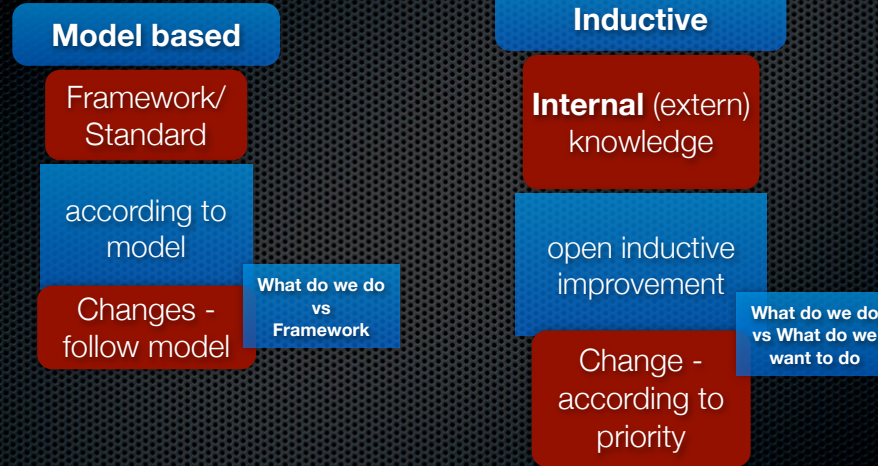 Model based
Framework/
Standard
according to
model
Changes -
follow model
What do we do
vs
Framework
Inductive
Internal (extern)
knowledge
open inductive
improvement
Change -
according to
priority
What do we do
vs What do we
want to do